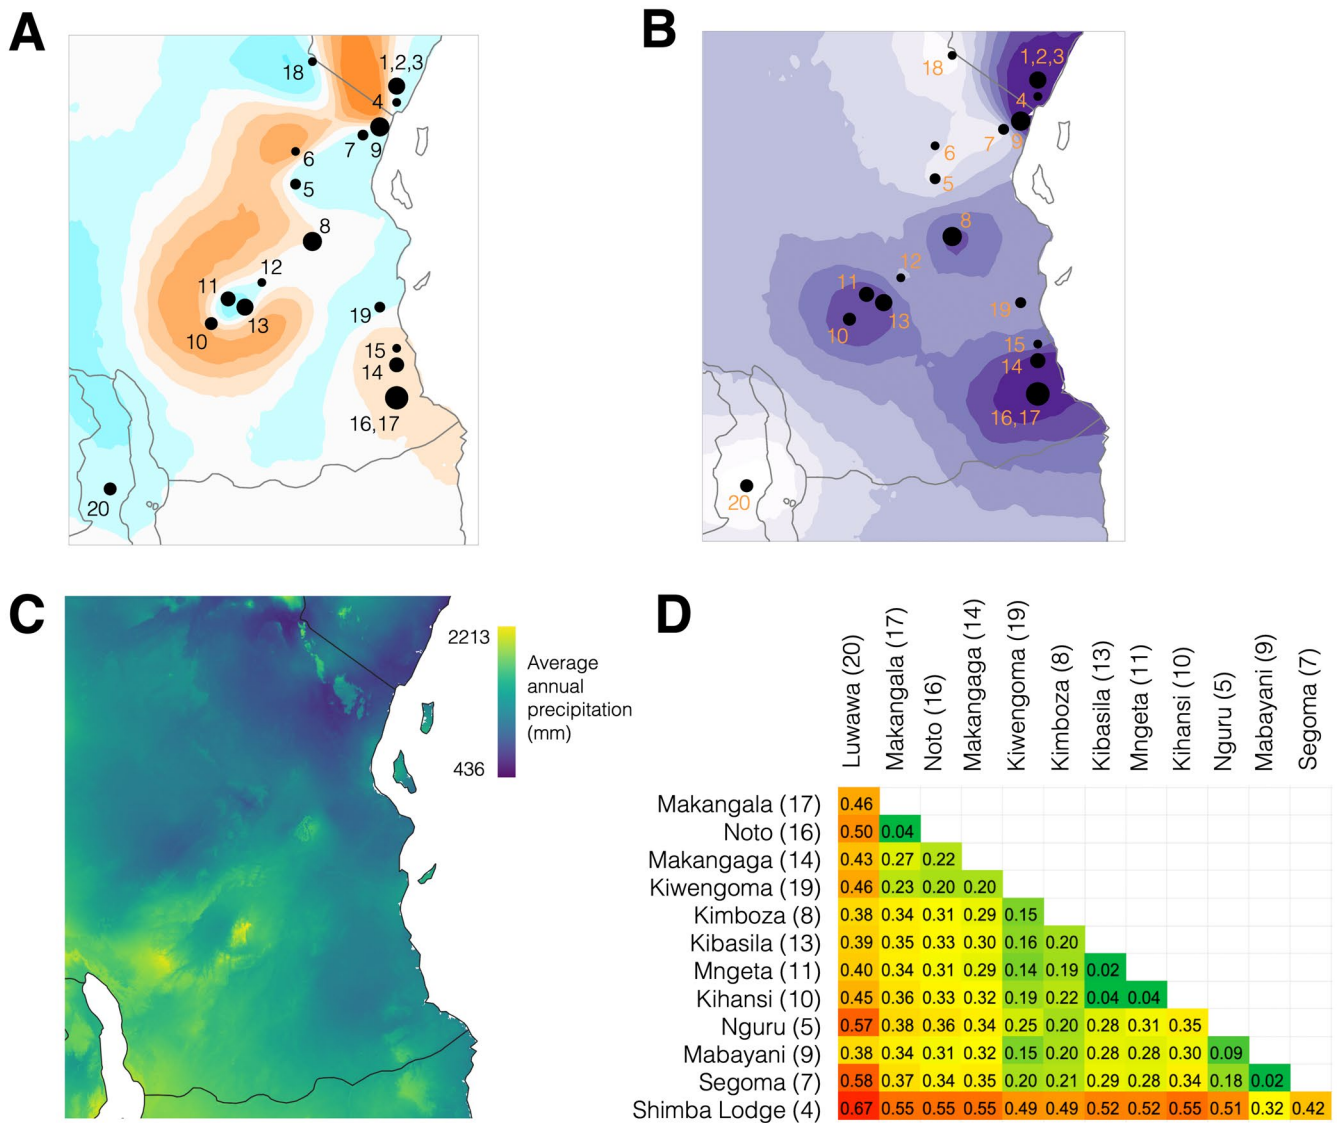 A
18
1,2,3
4
7
9
6
5
8
12
11
10
13
19
15
14
16,17
20
B
18
1,2,3
4
7
9
6
5
8
12
11
10
13
19
15
14
16,17
20
C
2213
436
Average
annual
precipitation
(mm)
D
Luwawa (20)
Makangala (17)
Noto (16)
Makangaga (14)
Kiwengoma (19)
Kimboza (8)
Kibasila (13)
Mngeta (11)
Kihansi (10)
Nguru (5)
Mabayani (9)
Segoma (7)
Makangala (17) 0.46
Noto (16) 0.50 0.04
Makangaga (14) 0.43 0.27 0.22
Kiwengoma (19) 0.46 0.23 0.20 0.20
Kimboza (8) 0.38 0.34 0.31 0.29 0.15
Kibasila (13) 0.39 0.35 0.33 0.30 0.16 0.20
Mngeta (11) 0.40 0.34 0.31 0.29 0.14 0.19 0.02
Kihansi (10) 0.45 0.36 0.33 0.32 0.19 0.22 0.04 0.04
Nguru (5) 0.57 0.38 0.36 0.34 0.25 0.20 0.28 0.31 0.35
Mabayani (9) 0.38 0.34 0.31 0.32 0.15 0.20 0.28 0.28 0.30 0.09
Segoma (7) 0.58 0.37 0.34 0.35 0.20 0.21 0.29 0.28 0.34 0.18 0.02
Shimba Lodge (4) 0.67 0.55 0.55 0.55 0.49 0.49 0.52 0.52 0.55 0.51 0.32 0.42